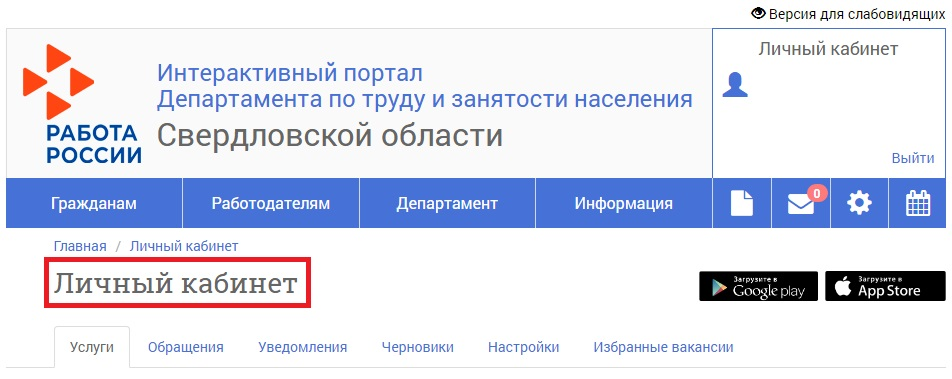 Версия для слабовидящих
РАБОТА
РОССИИ
Интерактивный портал
Департамента по труду и занятости населения
Свердловской области
Личный кабинет
Выйти
Гражданам Работодателям Департамент Информация 0
Главная / Личный кабинет
Личный кабинет
Загрузите в
Google play
Загрузите в
App Store
Услуги Обращения Уведомления Черновики Настройки Избранные вакансии